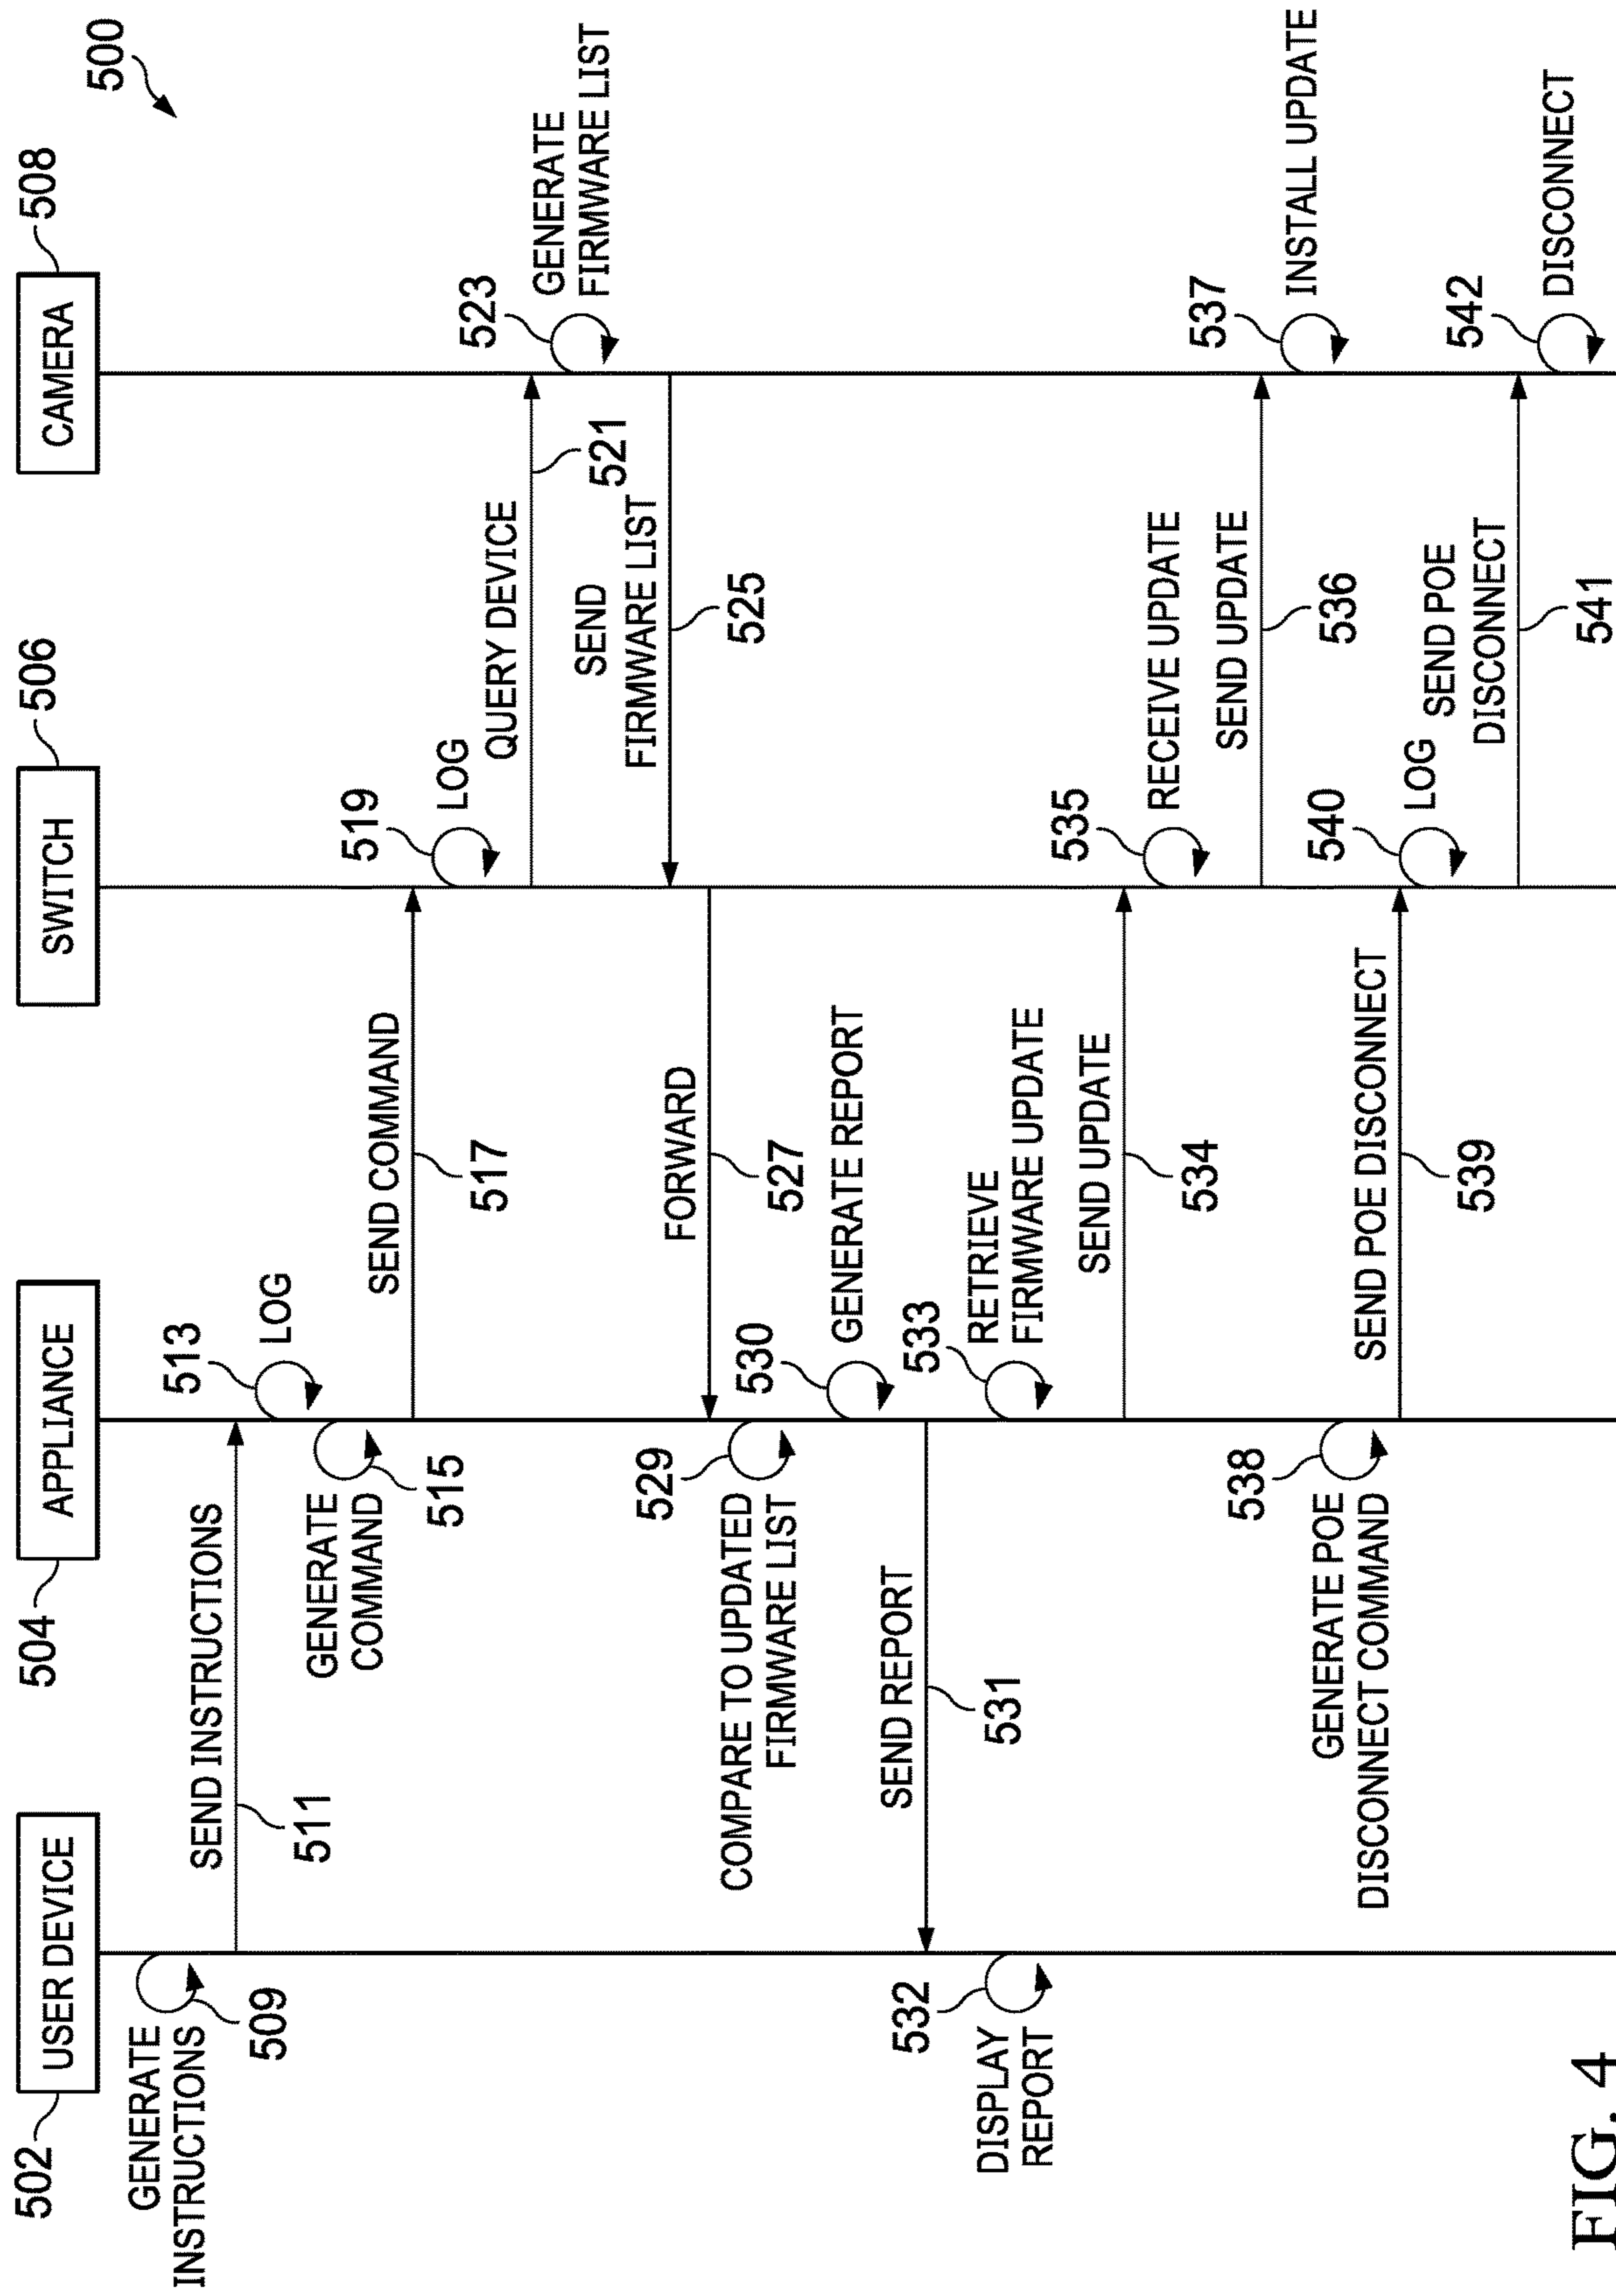 500
502
USER DEVICE
504
APPLIANCE
506
SWITCH
508
CAMERA
GENERATE
INSTRUCTIONS
509
SEND INSTRUCTIONS
511
513
LOG
GENERATE
COMMAND
515
SEND COMMAND
517
519
LOG
QUERY DEVICE
521
523
GENERATE
FIRMWARE LIST
SEND
FIRMWARE LIST
525
FORWARD
527
529
COMPARE TO UPDATED
FIRMWARE LIST
530
GENERATE REPORT
SEND REPORT
531
532
DISPLAY
REPORT
533
RETRIEVE
FIRMWARE UPDATE
SEND UPDATE
534
535
RECEIVE UPDATE
SEND UPDATE
536
537
INSTALL UPDATE
538
GENERATE POE
DISCONNECT COMMAND
SEND POE DISCONNECT
539
540
LOG
SEND POE
DISCONNECT
541
542
DISCONNECT
FIG. 4